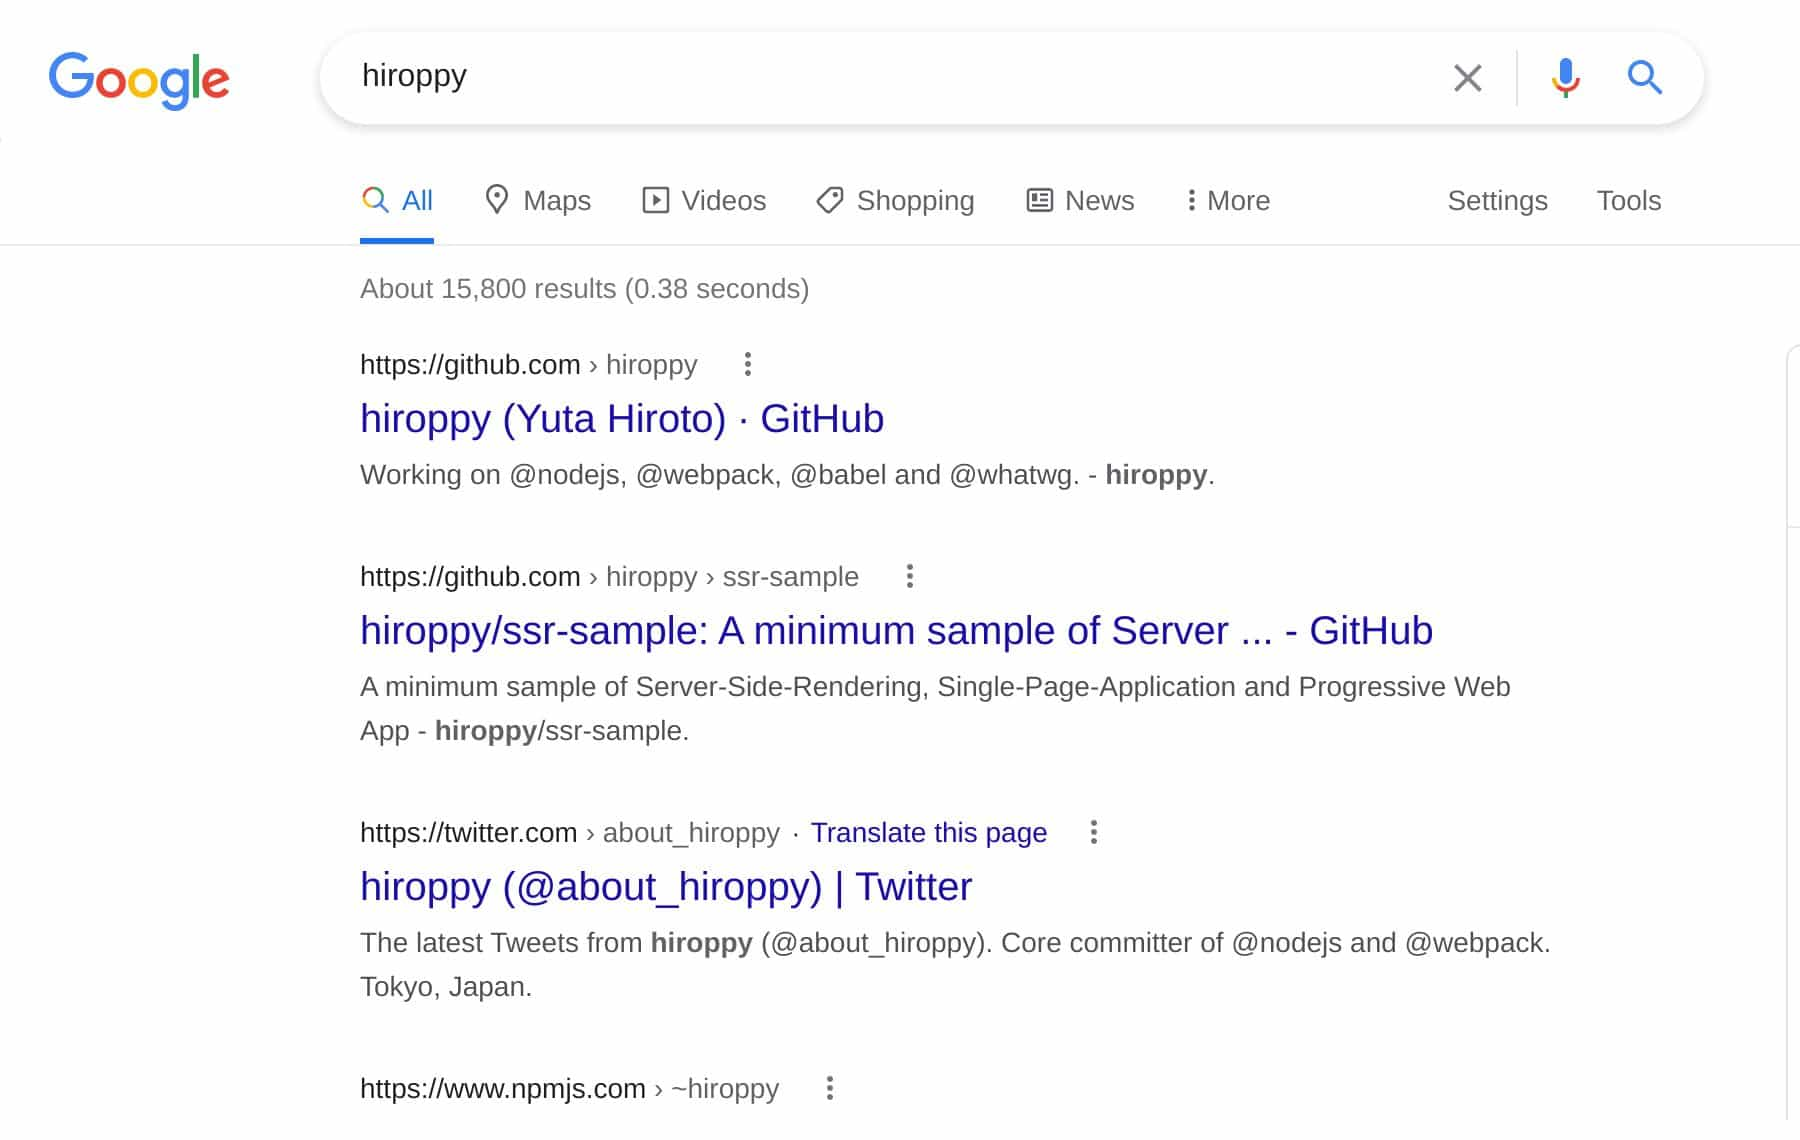 Google
hiroppy
All Maps Videos Shopping News More Settings Tools
About 15,800 results (0.38 seconds)
https://github.com › hiroppy
hiroppy (Yuta Hiroto) · GitHub
Working on @nodejs, @webpack, @babel and @whatwg. - hiroppy.
https://github.com › hiroppy › ssr-sample
hiroppy/ssr-sample: A minimum sample of Server ... - GitHub
A minimum sample of Server-Side-Rendering, Single-Page-Application and Progressive Web
App - hiroppy/ssr-sample.
https://twitter.com › about_hiroppy · Translate this page
hiroppy (@about_hiroppy) | Twitter
The latest Tweets from hiroppy (@about_hiroppy). Core committer of @nodejs and @webpack.
Tokyo, Japan.
https://www.npmjs.com › ~hiroppy